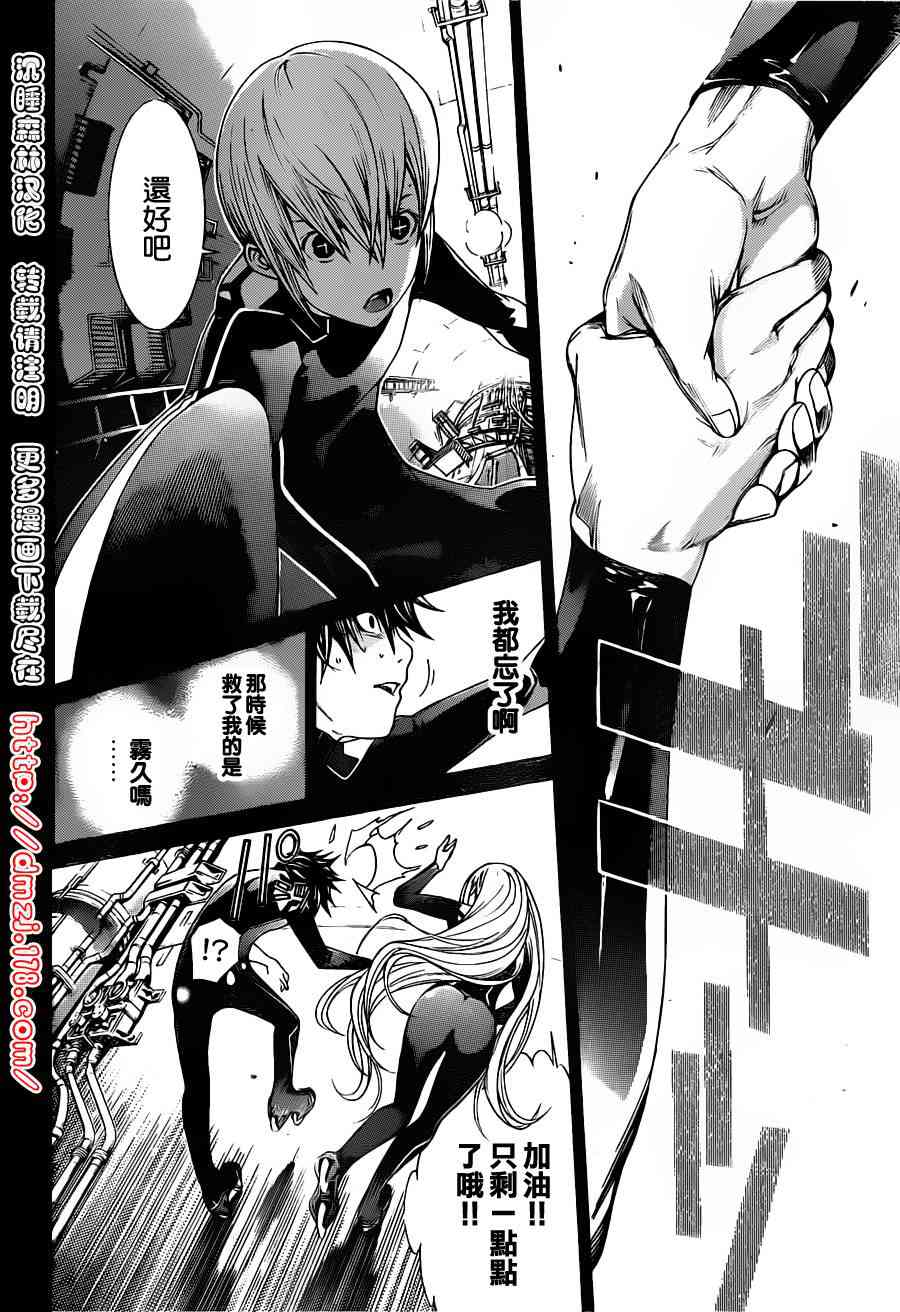 還好吧
我都忘了啊
那時候
救了我的是
霧久嗎
……
!?
加油!!
只剩一點點
了哦!!
沉睡森林汉化 转载请注明 更多漫画下载尽在 http://dmzj.178.com/